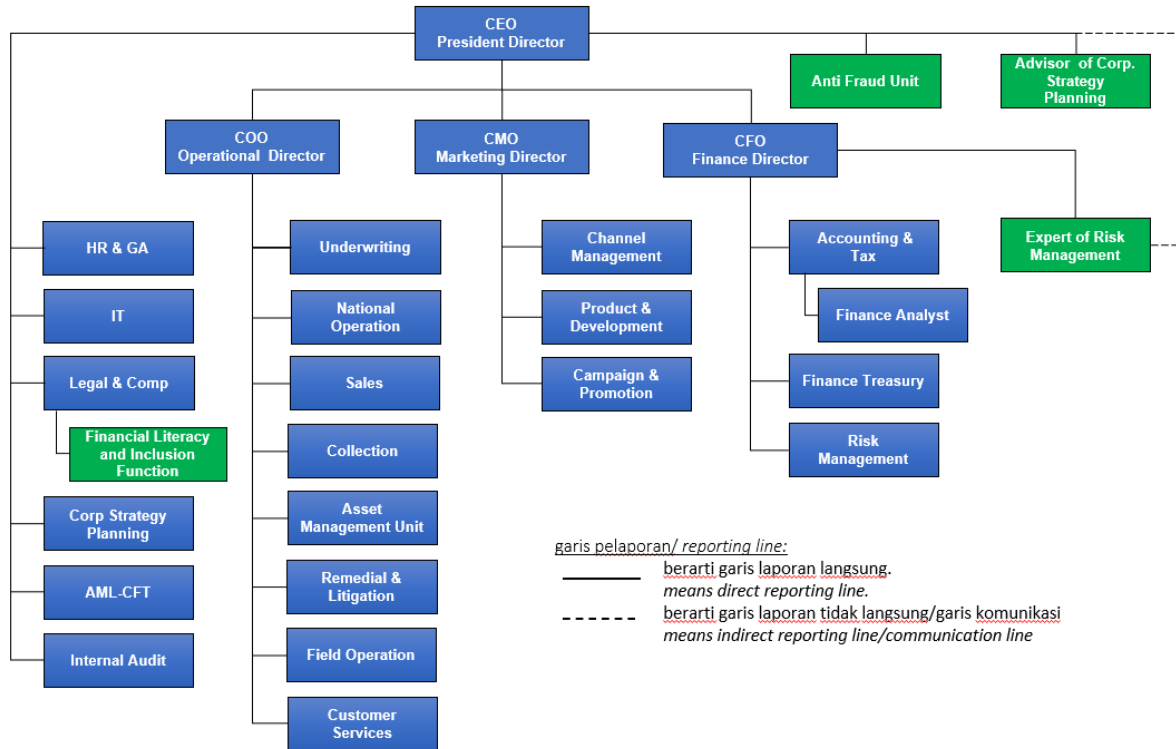 CEO
President Director
Anti Fraud Unit
Advisor of Corp.
Strategy
Planning
COO
Operational Director
CMO
Marketing Director
CFO
Finance Director
HR & GA
IT
Legal & Comp
Financial Literacy
and Inclusion
Function
Corp Strategy
Planning
AML-CFT
Internal Audit
Underwriting
National
Operation
Sales
Collection
Asset
Management Unit
Remedial &
Litigation
Field Operation
Customer
Services
Channel
Management
Product &
Development
Campaign &
Promotion
Accounting &
Tax
Finance Analyst
Finance Treasury
Risk
Management
Expert of Risk
Management
garis pelaporan/ reporting line:
berarti garis laporan langsung.
means direct reporting line.
berarti garis laporan tidak langsung/garis komunikasi
means indirect reporting line/communication line